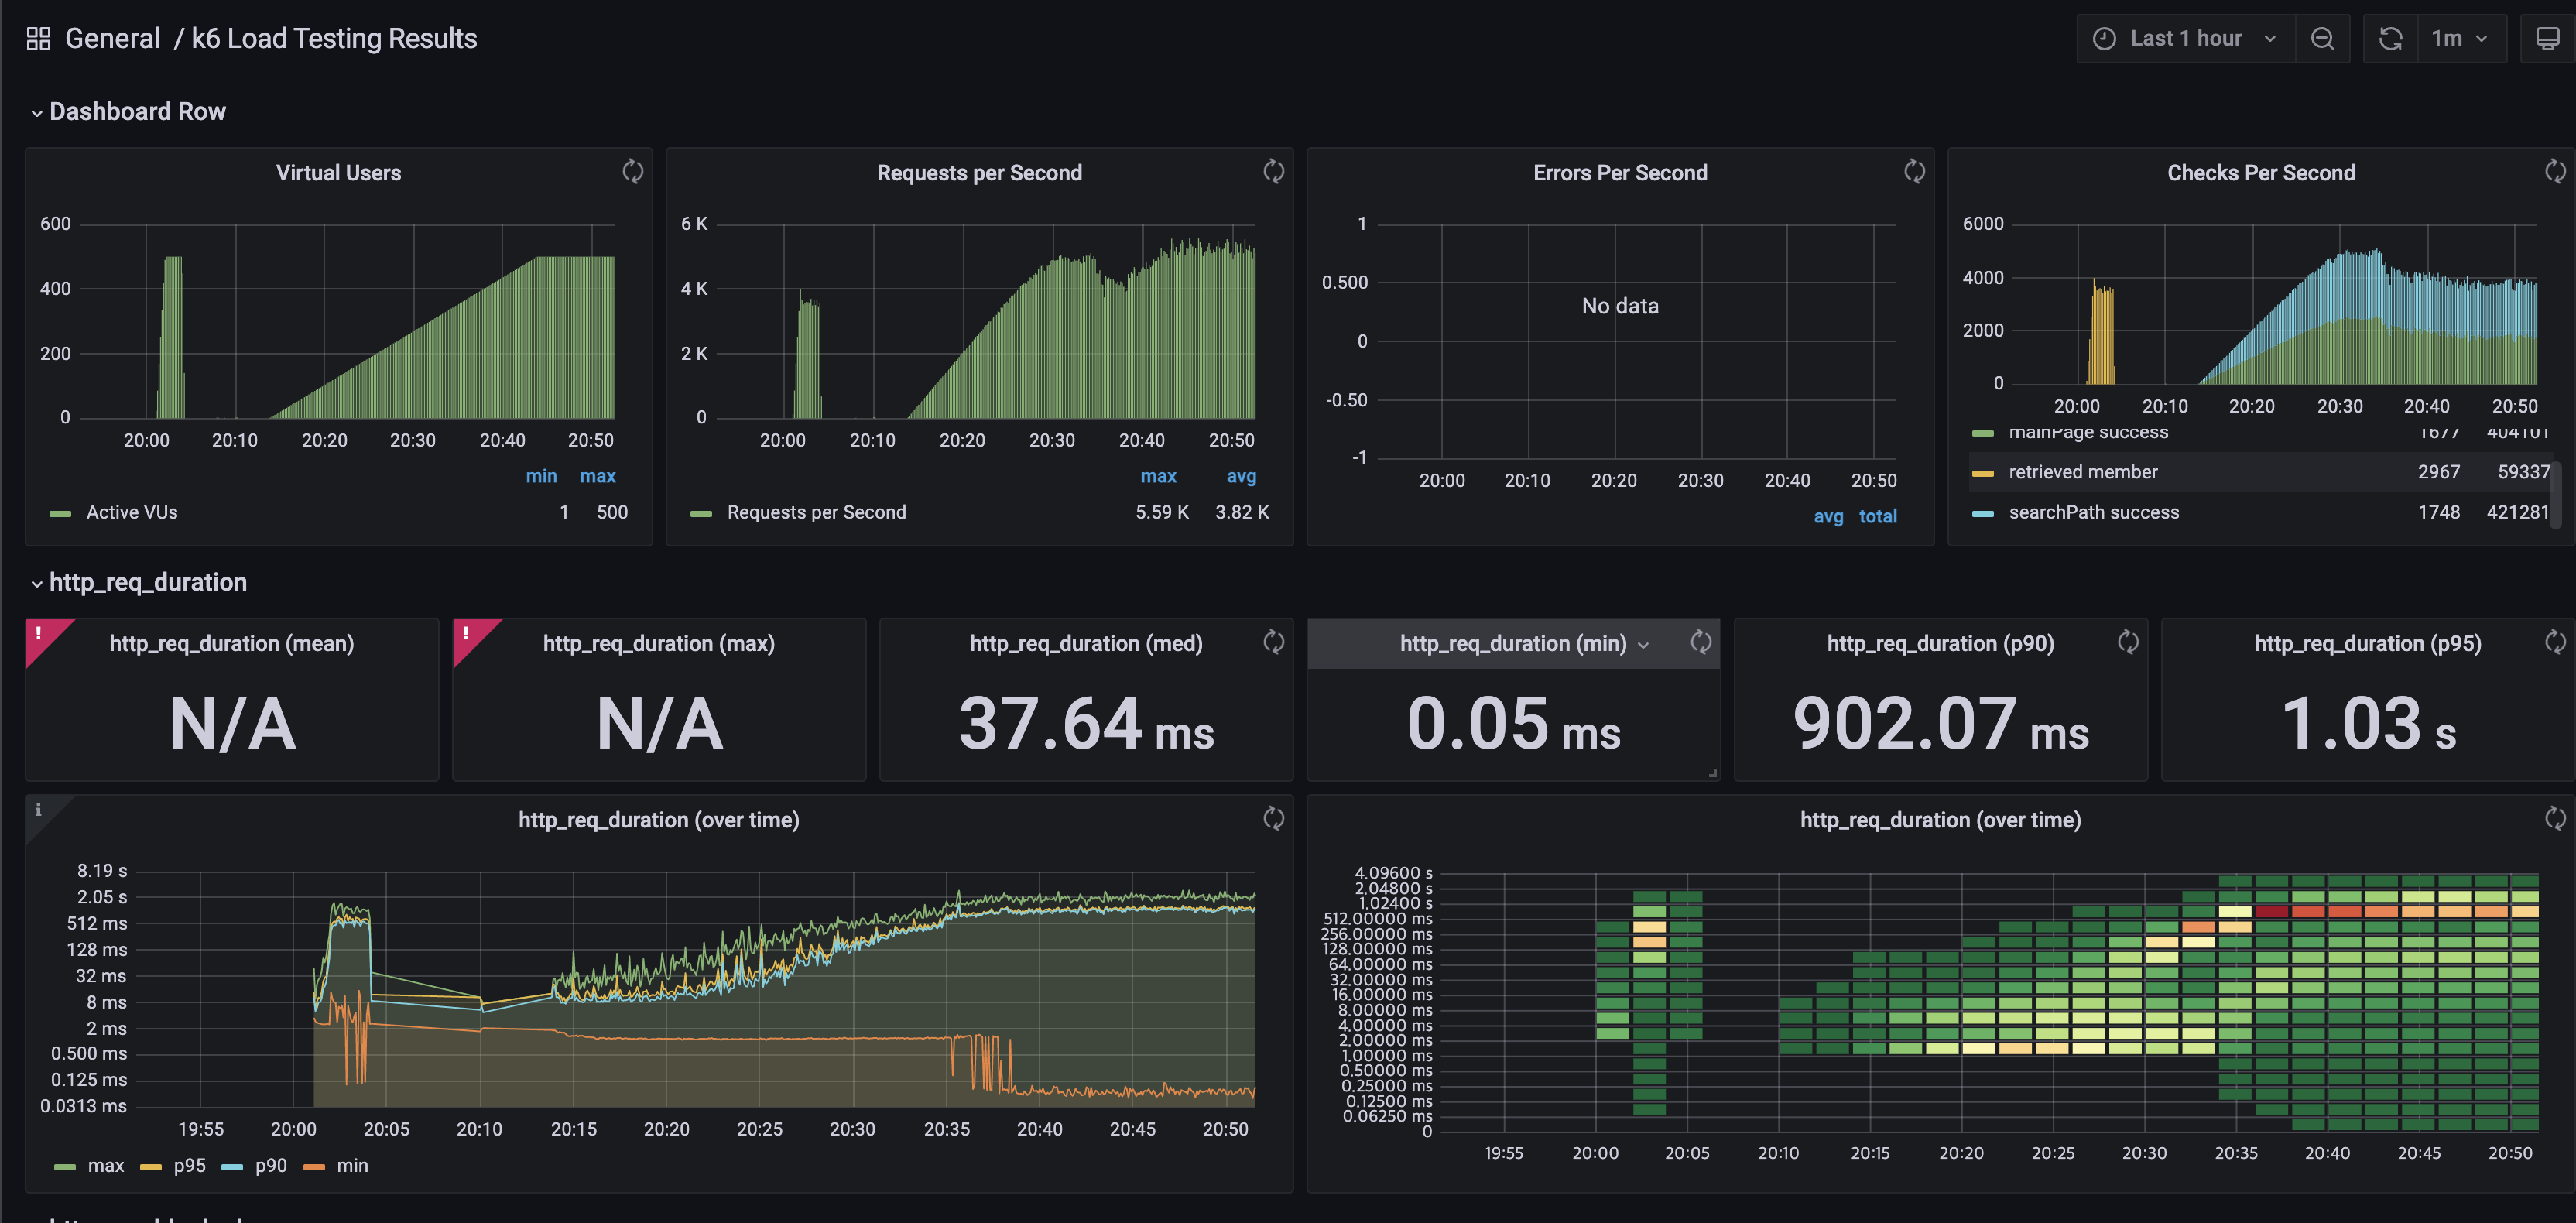 General / k6 Load Testing Results
Last 1 hour
1m
Dashboard Row
Virtual Users
600
400
200
0
20:00 20:10 20:20 20:30 20:40 20:50
min max
Active VUs 1 500
Requests per Second
6 K
4 K
2 K
0
20:00 20:10 20:20 20:30 20:40 20:50
max avg
Requests per Second 5.59 K 3.82 K
Errors Per Second
1
0.500
0
-0.50
-1
No data
20:00 20:10 20:20 20:30 20:40 20:50
avg total
Checks Per Second
6000
4000
2000
0
20:00 20:10 20:20 20:30 20:40 20:50
mainPage success 1677 404101
retrieved member 2967 59337
searchPath success 1748 421281
http_req_duration
! http_req_duration (mean)
N/A
! http_req_duration (max)
N/A
http_req_duration (med)
37.64 ms
http_req_duration (min)
0.05 ms
http_req_duration (p90)
902.07 ms
http_req_duration (p95)
1.03 s
i
http_req_duration (over time)
8.19 s
2.05 s
512 ms
128 ms
32 ms
8 ms
2 ms
0.500 ms
0.125 ms
0.0313 ms
19:55 20:00 20:05 20:10 20:15 20:20 20:25 20:30 20:35 20:40 20:45 20:50
max p95 p90 min
http_req_duration (over time)
4.09600 s
2.04800 s
1.02400 s
512.00000 ms
256.00000 ms
128.00000 ms
64.00000 ms
32.00000 ms
16.00000 ms
8.00000 ms
4.00000 ms
2.00000 ms
1.00000 ms
0.50000 ms
0.25000 ms
0.12500 ms
0.06250 ms
0
19:55 20:00 20:05 20:10 20:15 20:20 20:25 20:30 20:35 20:40 20:45 20:50